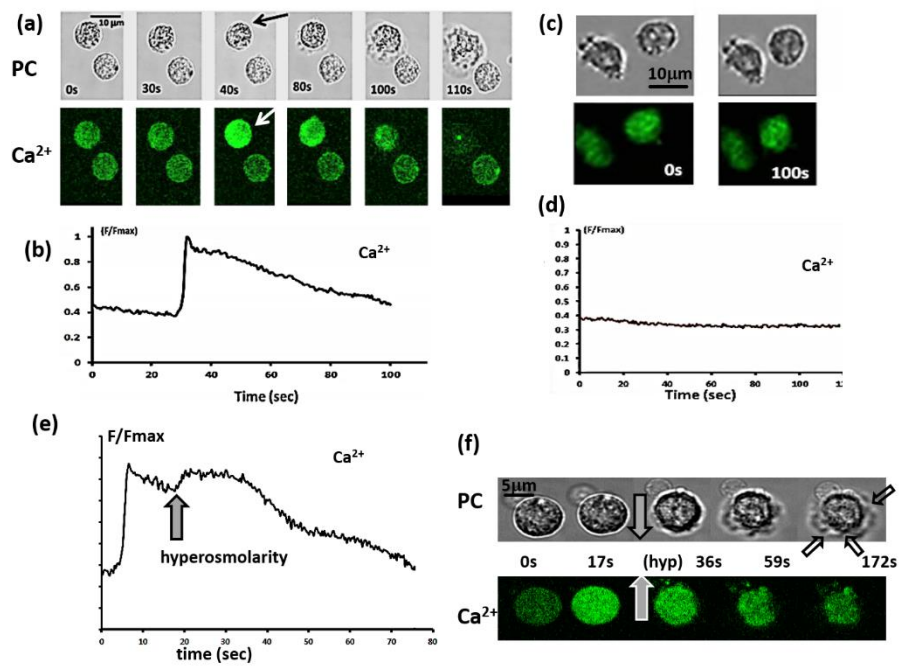 (a)
10 μm
PC
0s 30s 40s 80s 100s 110s
Ca²⁺
(b)
(F/Fmax)
Ca²⁺
1
0.8
0.6
0.4
0.2
0
0 20 40 60 80 100
Time (sec)
(c)
10μm
0s 100s
(d)
(F/Fmax)
Ca²⁺
1
0.9
0.8
0.7
0.6
0.5
0.4
0.3
0.2
0.1
0
0 20 40 60 80 100
Time (sec)
(e)
F/Fmax
Ca²⁺
hyperosmolarity
0 10 20 30 40 50 60 70 80
time (sec)
(f)
5μm
PC
0s 17s (hyp) 36s 59s 172s
Ca²⁺